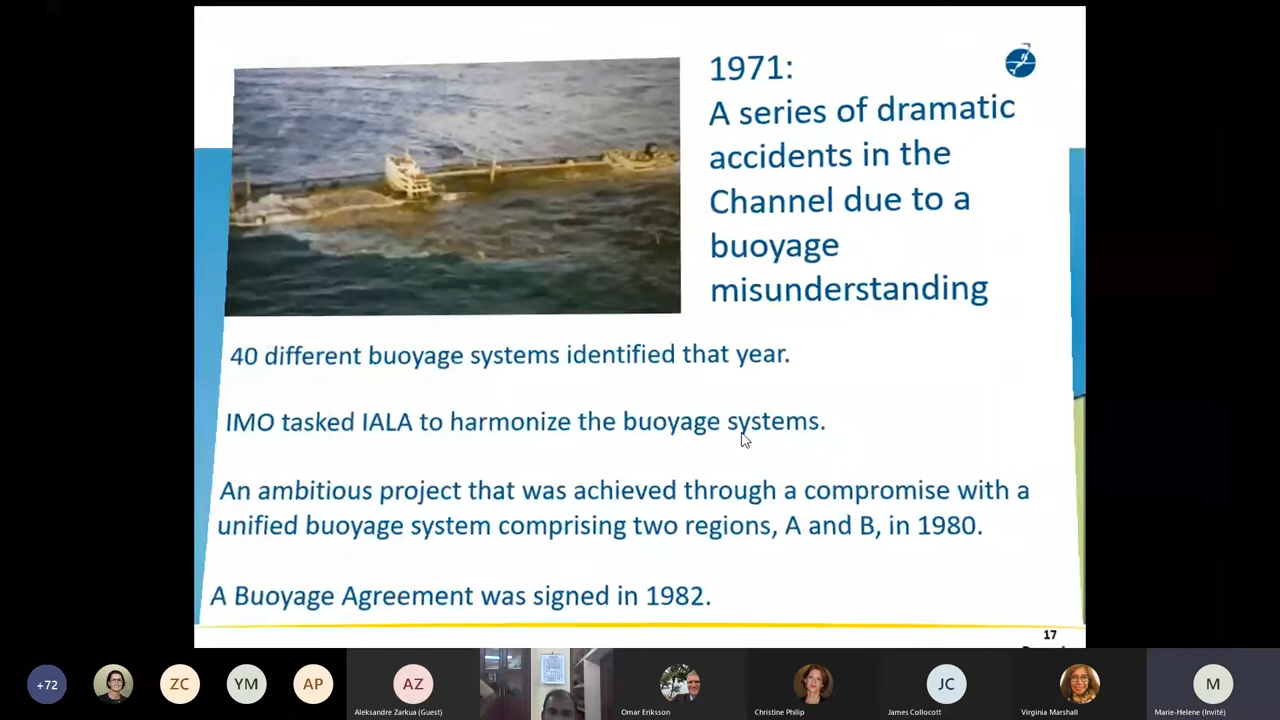 1971:
A series of dramatic
accidents in the
Channel due to a
buoyage
misunderstanding
40 different buoyage systems identified that year.
IMO tasked IALA to harmonize the buoyage systems.
An ambitious project that was achieved through a compromise with a
unified buoyage system comprising two regions, A and B, in 1980.
A Buoyage Agreement was signed in 1982.
17
+72
ZC
YM
AP
AZ
JC
M
Aleksandre Zarkua (Guest)
Omar Eriksson
Christine Philip
James Collocott
Virginia Marshall
Marie-Helene (Invité)